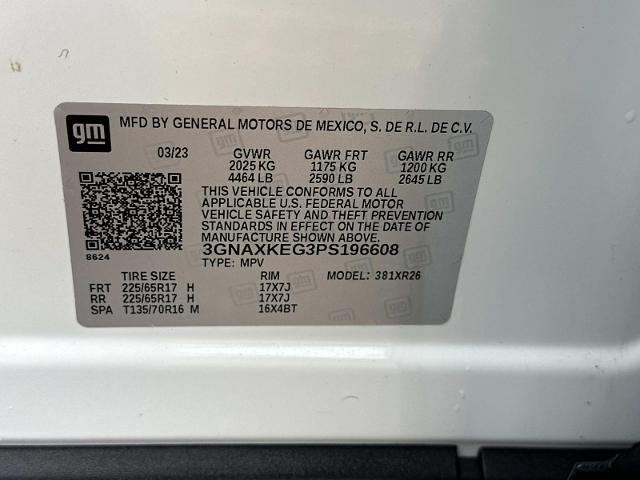 gm MFD BY GENERAL MOTORS DE MEXICO, S. DE R.L. DE C.V.
03/23 GVWR GAWR FRT GAWR RR
2025 KG 1175 KG 1200 KG
4464 LB 2590 LB 2645 LB
THIS VEHICLE CONFORMS TO ALL
APPLICABLE U.S. FEDERAL MOTOR
VEHICLE SAFETY AND THEFT PREVENTION
STANDARDS IN EFFECT ON THE DATE OF
MANUFACTURE SHOWN ABOVE.
8624 3GNAXKEG3PS196608
TYPE: MPV MODEL: 381XR26
TIRE SIZE RIM
FRT 225/65R17 H 17X7J
RR 225/65R17 H 17X7J
SPA T135/70R16 M 16X4BT